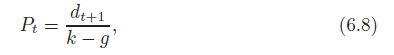 P_t = \frac{d_{t+1}}{k - g}, (6.8)